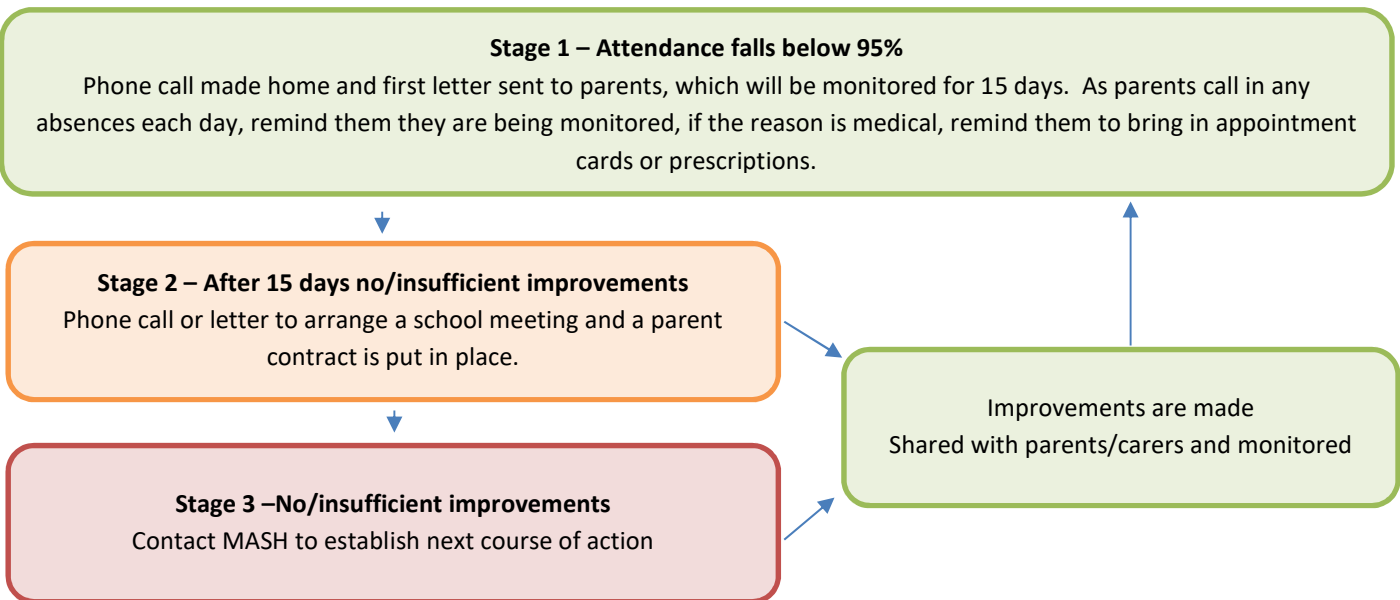 Stage 1 – Attendance falls below 95%
Phone call made home and first letter sent to parents, which will be monitored for 15 days.  As parents call in any
absences each day, remind them they are being monitored, if the reason is medical, remind them to bring in appointment
cards or prescriptions.
Stage 2 – After 15 days no/insufficient improvements
Phone call or letter to arrange a school meeting and a parent
contract is put in place.
Improvements are made
Shared with parents/carers and monitored
Stage 3 –No/insufficient improvements
Contact MASH to establish next course of action